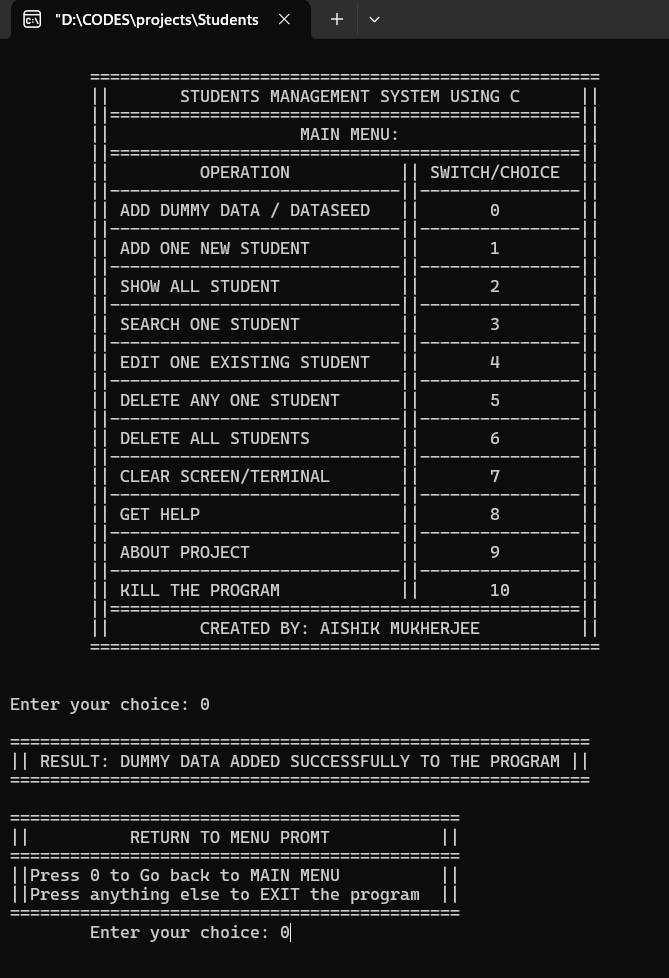 "D:\CODES\projects\Students
==================================================
|| STUDENTS MANAGEMENT SYSTEM USING C ||
||===============================================||
|| MAIN MENU: ||
||===============================================||
|| OPERATION || SWITCH/CHOICE ||
||-----------------------------||----------------||
|| ADD DUMMY DATA / DATASEED || 0 ||
||-----------------------------||----------------||
|| ADD ONE NEW STUDENT || 1 ||
||-----------------------------||----------------||
|| SHOW ALL STUDENT || 2 ||
||-----------------------------||----------------||
|| SEARCH ONE STUDENT || 3 ||
||-----------------------------||----------------||
|| EDIT ONE EXISTING STUDENT || 4 ||
||-----------------------------||----------------||
|| DELETE ANY ONE STUDENT || 5 ||
||-----------------------------||----------------||
|| DELETE ALL STUDENTS || 6 ||
||-----------------------------||----------------||
|| CLEAR SCREEN/TERMINAL || 7 ||
||-----------------------------||----------------||
|| GET HELP || 8 ||
||-----------------------------||----------------||
|| ABOUT PROJECT || 9 ||
||-----------------------------||----------------||
|| KILL THE PROGRAM || 10 ||
||===============================================||
|| CREATED BY: AISHIK MUKHERJEE ||
==================================================
Enter your choice: 0
==========================================================
|| RESULT: DUMMY DATA ADDED SUCCESSFULLY TO THE PROGRAM ||
==========================================================
=============================================
|| RETURN TO MENU PROMT ||
=============================================
||Press 0 to Go back to MAIN MENU ||
||Press anything else to EXIT the program ||
=============================================
Enter your choice: 0